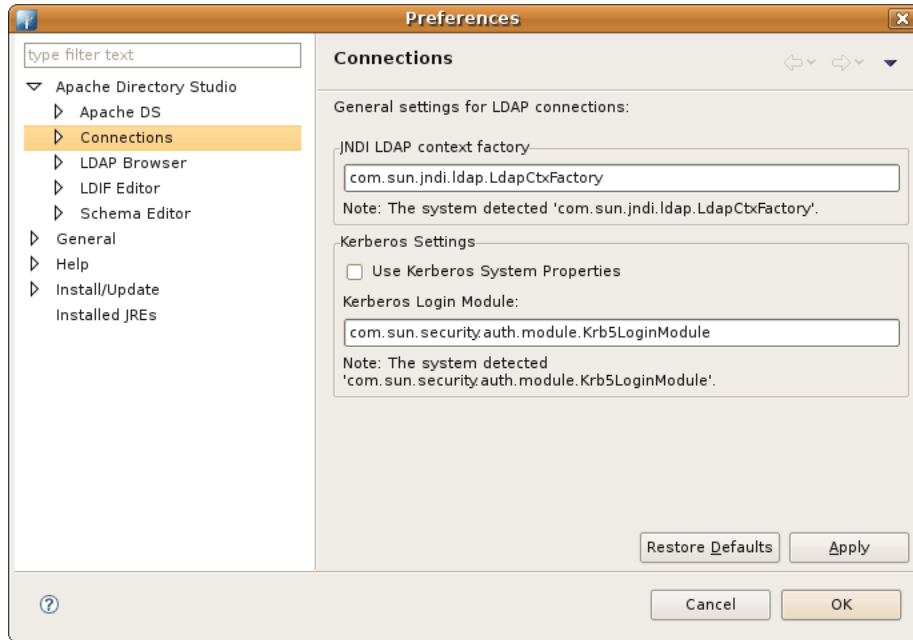 Preferences
type filter text
Apache Directory Studio
Apache DS
Connections
LDAP Browser
LDIF Editor
Schema Editor
General
Help
Install/Update
Installed JREs
Connections
General settings for LDAP connections:
JNDI LDAP context factory
com.sun.jndi.ldap.LdapCtxFactory
Note: The system detected 'com.sun.jndi.ldap.LdapCtxFactory'.
Kerberos Settings
Use Kerberos System Properties
Kerberos Login Module:
com.sun.security.auth.module.Krb5LoginModule
Note: The system detected
'com.sun.security.auth.module.Krb5LoginModule'.
Restore Defaults
Apply
Cancel
OK